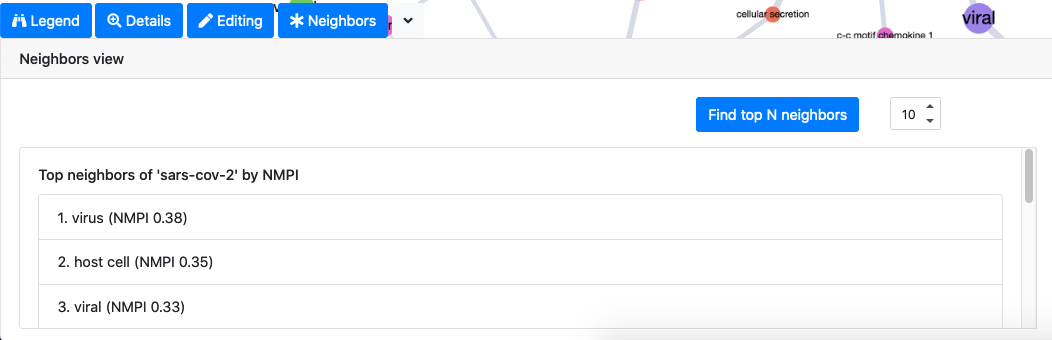 Legend
Details
Editing
Neighbors
cellular secretion
viral
c-c motif chemokine 1
Neighbors view
Find top N neighbors
10
Top neighbors of 'sars-cov-2' by NMPI
1. virus (NMPI 0.38)
2. host cell (NMPI 0.35)
3. viral (NMPI 0.33)